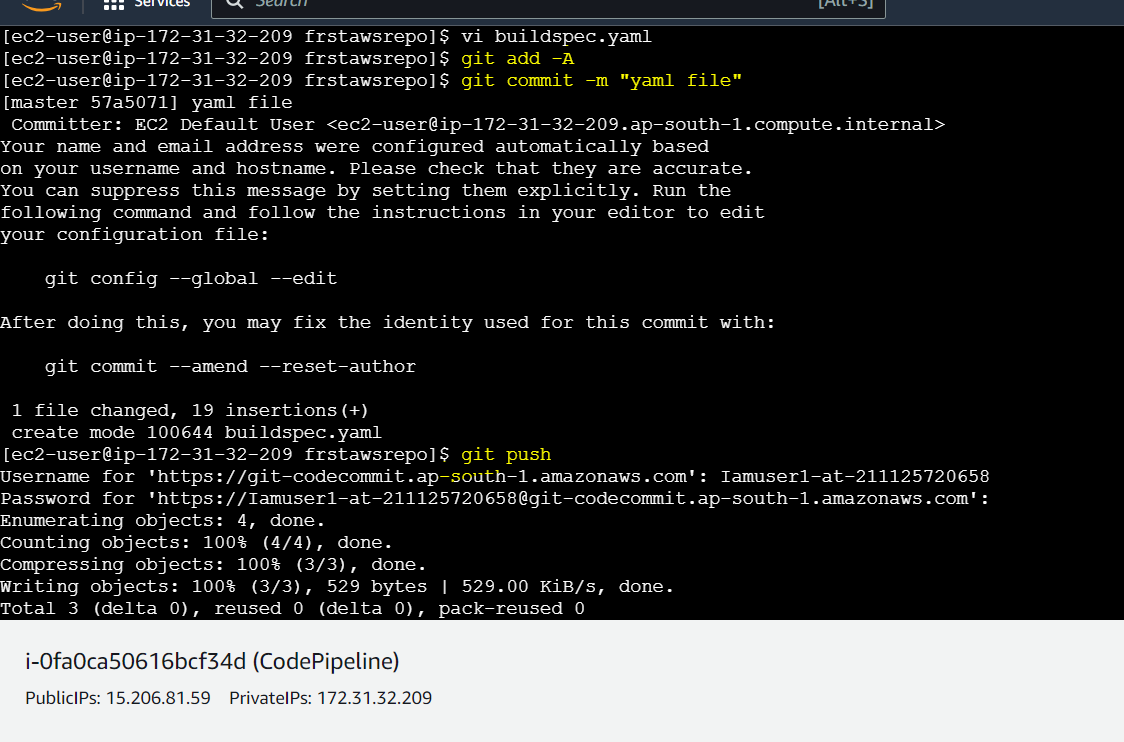 Services
Search
[Alt+S]
[ec2-user@ip-172-31-32-209 frstawsrepo]$ vi buildspec.yaml
[ec2-user@ip-172-31-32-209 frstawsrepo]$ git add -A
[ec2-user@ip-172-31-32-209 frstawsrepo]$ git commit -m "yaml file"
[master 57a5071] yaml file
 Committer: EC2 Default User <ec2-user@ip-172-31-32-209.ap-south-1.compute.internal>
Your name and email address were configured automatically based
on your username and hostname. Please check that they are accurate.
You can suppress this message by setting them explicitly. Run the
following command and follow the instructions in your editor to edit
your configuration file:
    git config --global --edit
After doing this, you may fix the identity used for this commit with:
    git commit --amend --reset-author
 1 file changed, 19 insertions(+)
 create mode 100644 buildspec.yaml
[ec2-user@ip-172-31-32-209 frstawsrepo]$ git push
Username for 'https://git-codecommit.ap-south-1.amazonaws.com': Iamuser1-at-211125720658
Password for 'https://Iamuser1-at-211125720658@git-codecommit.ap-south-1.amazonaws.com':
Enumerating objects: 4, done.
Counting objects: 100% (4/4), done.
Compressing objects: 100% (3/3), done.
Writing objects: 100% (3/3), 529 bytes | 529.00 KiB/s, done.
Total 3 (delta 0), reused 0 (delta 0), pack-reused 0
i-0fa0ca50616bcf34d (CodePipeline)
PublicIPs: 15.206.81.59 PrivateIPs: 172.31.32.209